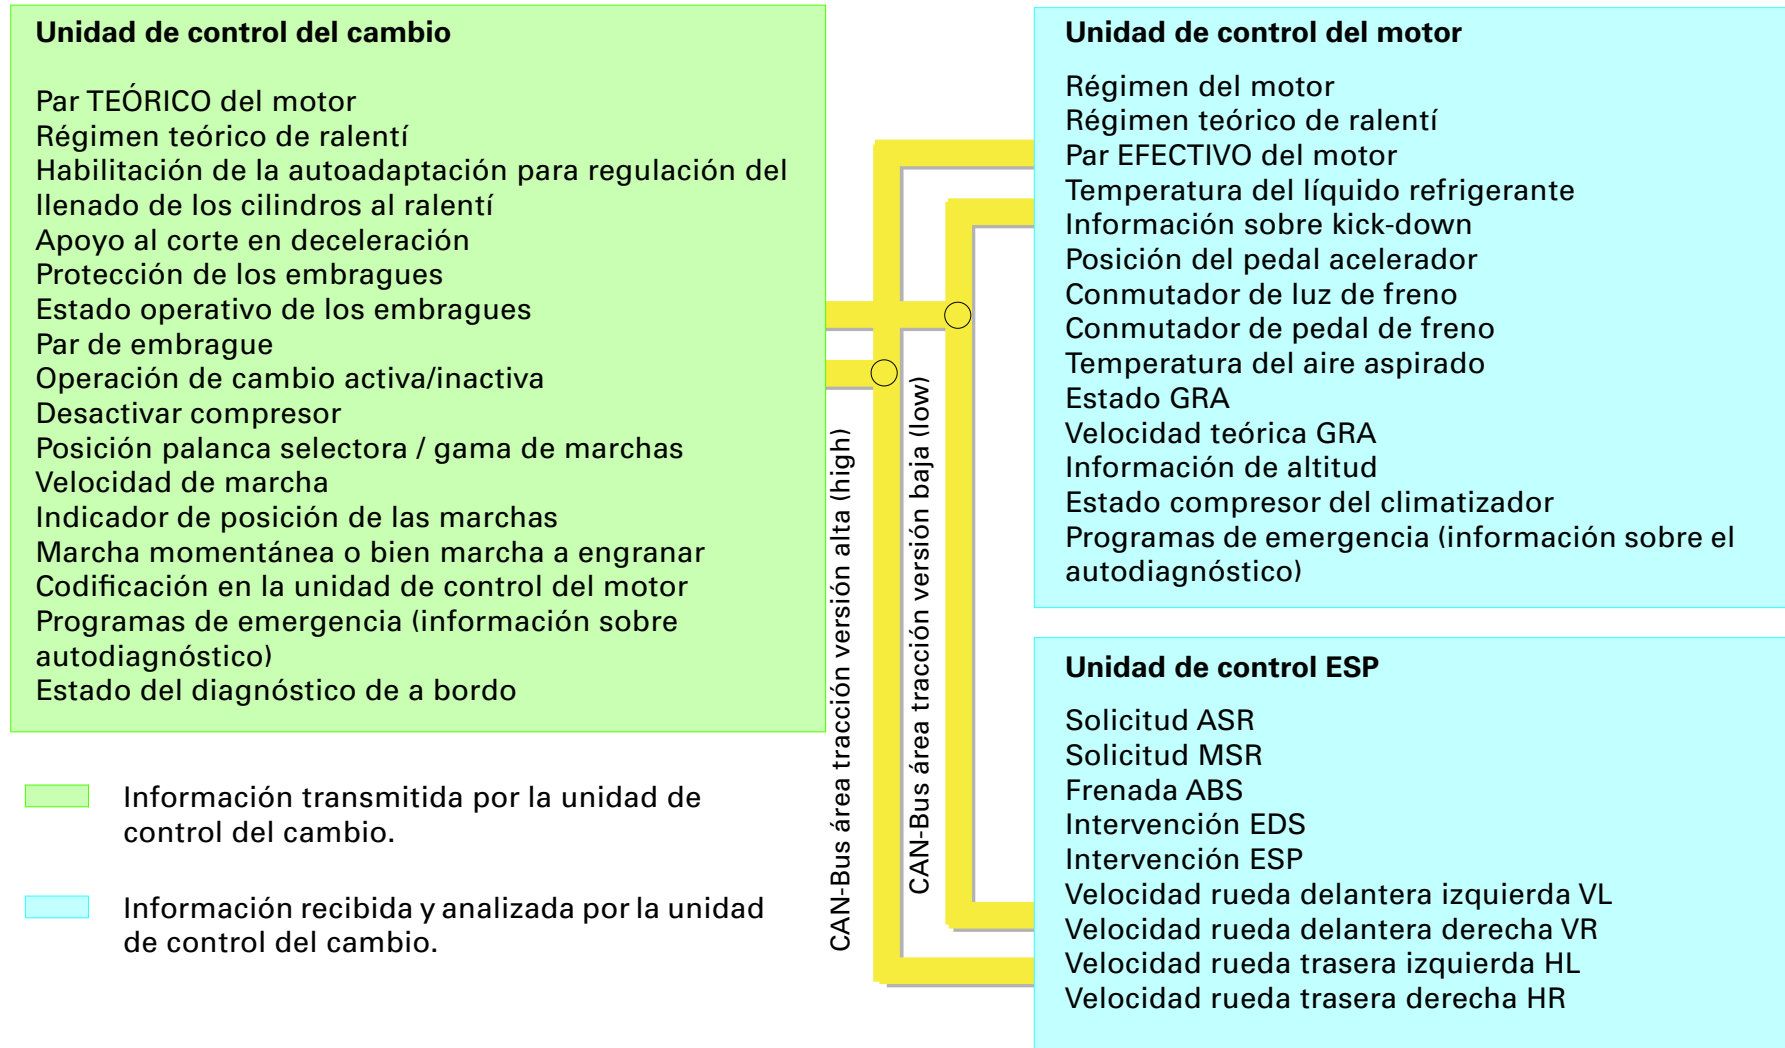 Unidad de control del cambio
Par TEÓRICO del motor
Régimen teórico de ralentí
Habilitación de la autoadaptación para regulación del
llenado de los cilindros al ralentí
Apoyo al corte en deceleración
Protección de los embragues
Estado operativo de los embragues
Par de embrague
Operación de cambio activa/inactiva
Desactivar compresor
Posición palanca selectora / gama de marchas
Velocidad de marcha
Indicador de posición de las marchas
Marcha momentánea o bien marcha a engranar
Codificación en la unidad de control del motor
Programas de emergencia (información sobre
autodiagnóstico)
Estado del diagnóstico de a bordo
Información transmitida por la unidad de
control del cambio.
Información recibida y analizada por la unidad
de control del cambio.
CAN-Bus área tracción versión alta (high)
CAN-Bus área tracción versión baja (low)
Unidad de control del motor
Régimen del motor
Régimen teórico de ralentí
Par EFECTIVO del motor
Temperatura del líquido refrigerante
Información sobre kick-down
Posición del pedal acelerador
Conmutador de luz de freno
Conmutador de pedal de freno
Temperatura del aire aspirado
Estado GRA
Velocidad teórica GRA
Información de altitud
Estado compresor del climatizador
Programas de emergencia (información sobre el
autodiagnóstico)
Unidad de control ESP
Solicitud ASR
Solicitud MSR
Frenada ABS
Intervención EDS
Intervención ESP
Velocidad rueda delantera izquierda VL
Velocidad rueda delantera derecha VR
Velocidad rueda trasera izquierda HL
Velocidad rueda trasera derecha HR